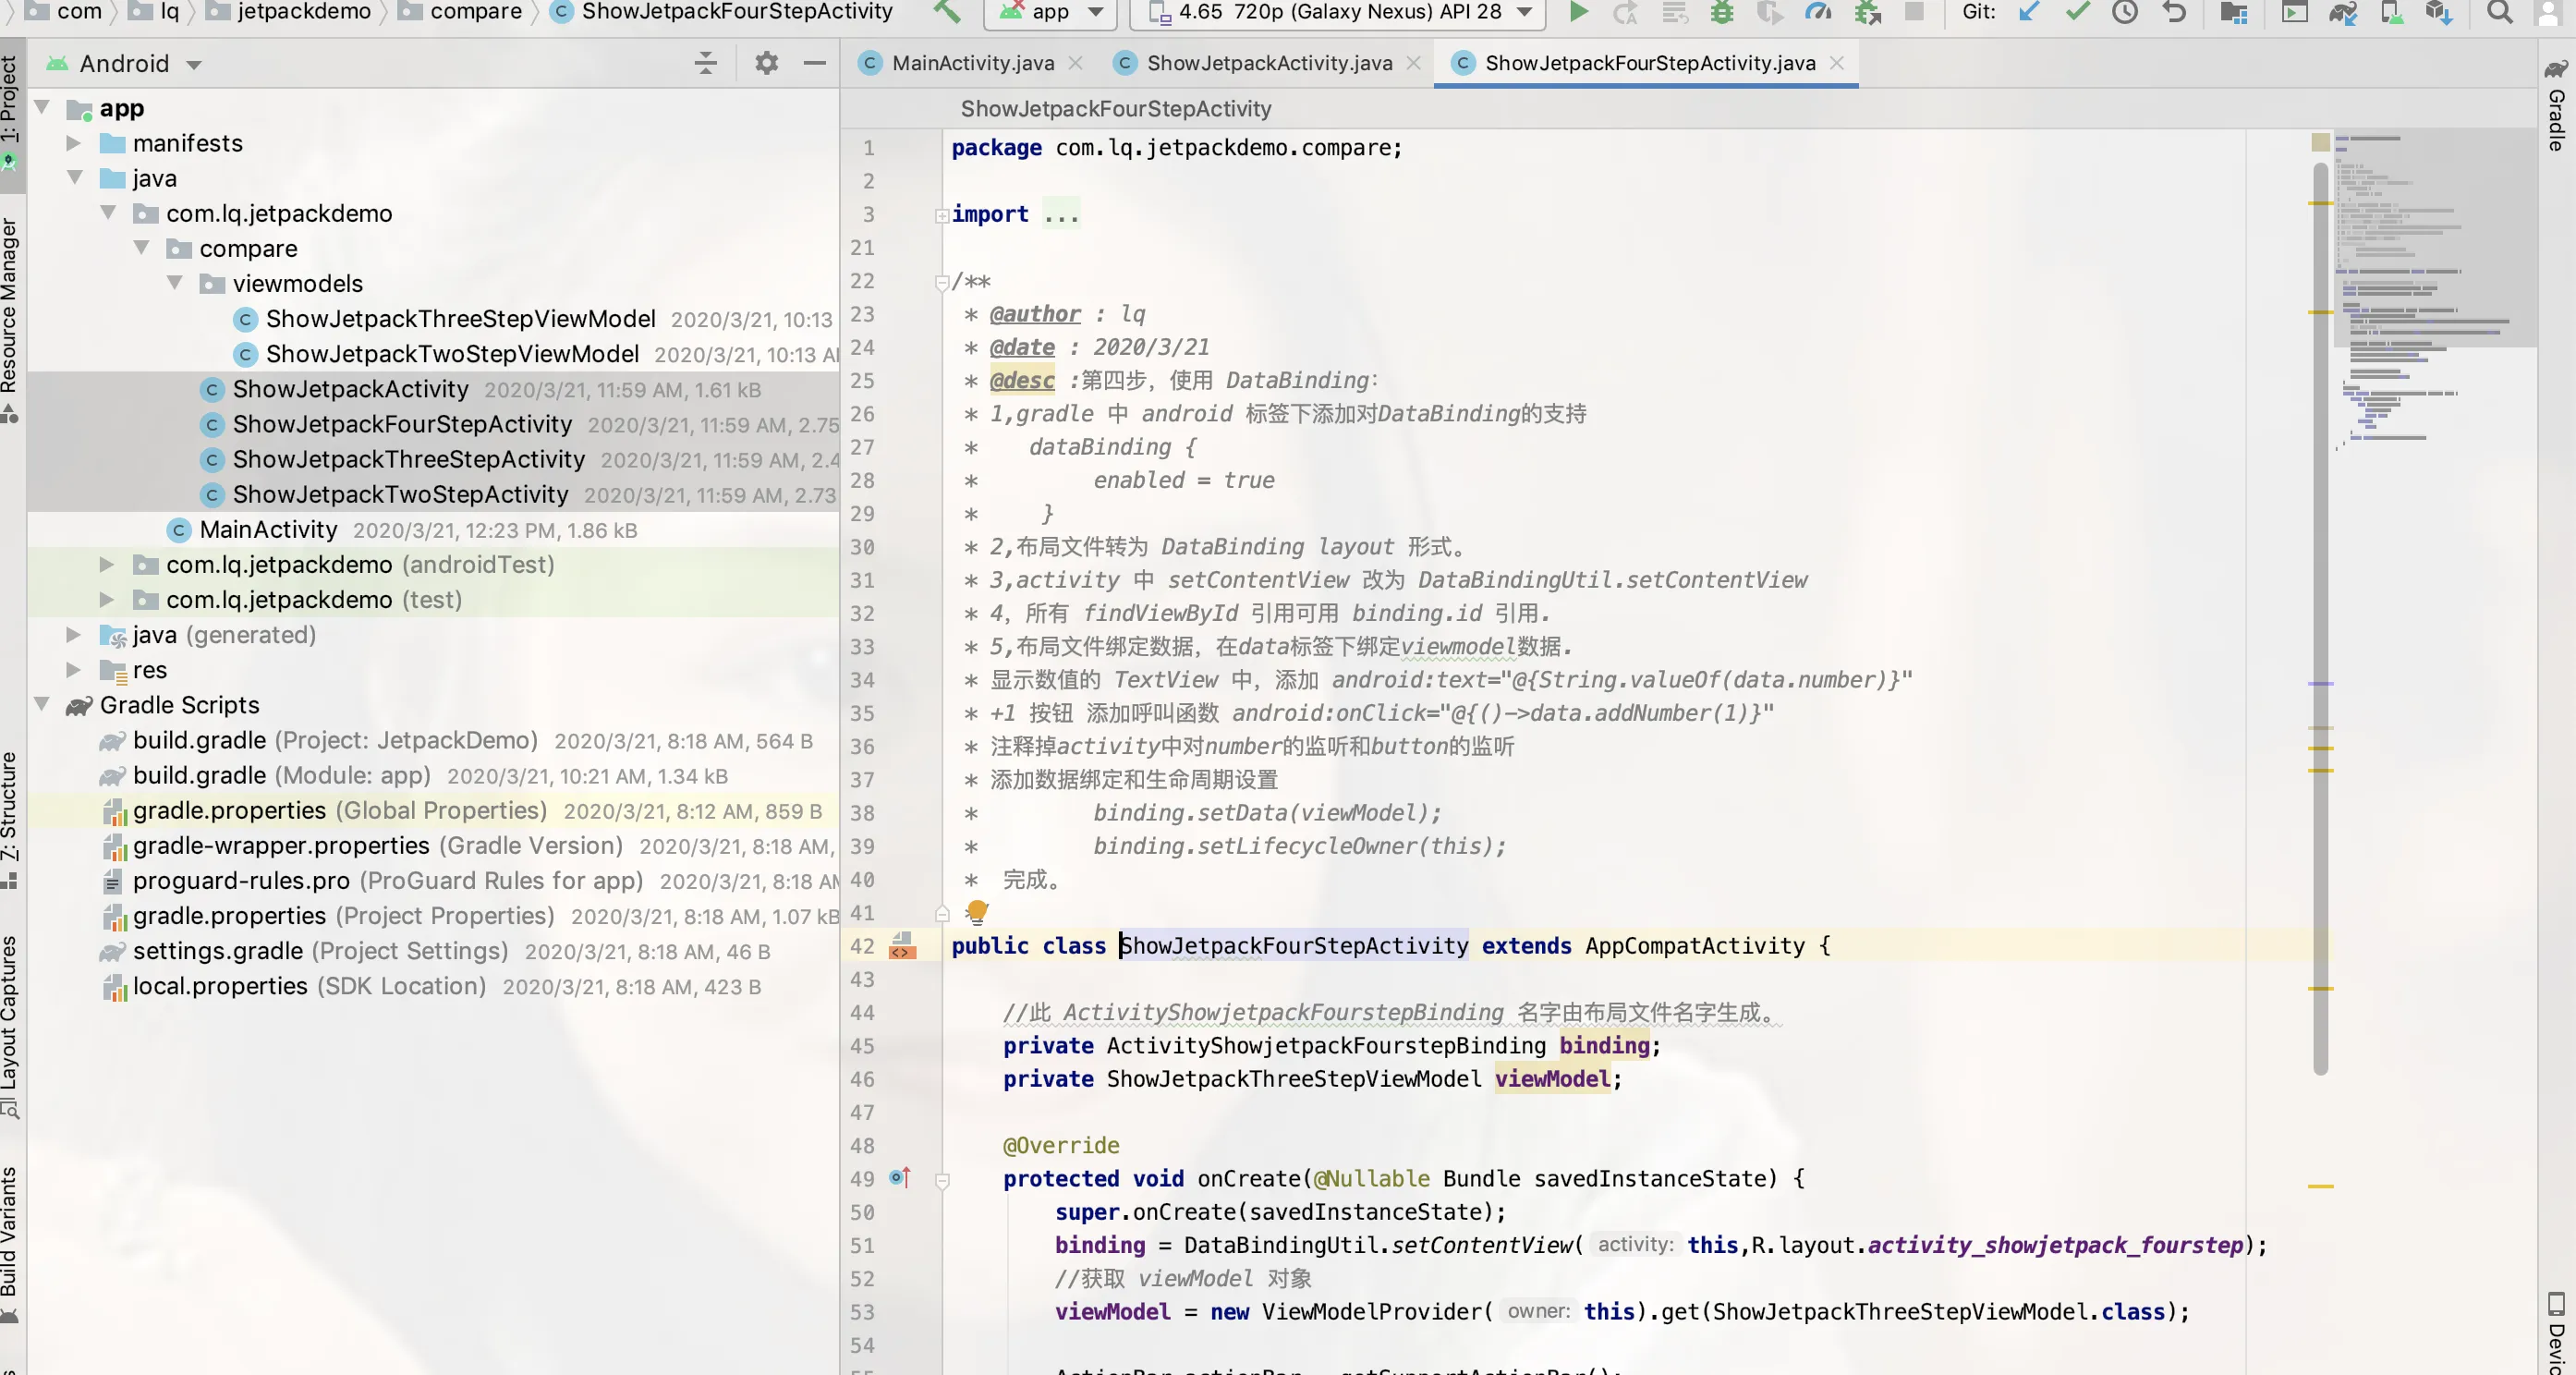 com lq jetpackdemo compare ShowJetpackFourStepActivity app 4.65 720p (Galaxy Nexus) API 28 Git:
Android
MainActivity.java ShowJetpackActivity.java ShowJetpackFourStepActivity.java
ShowJetpackFourStepActivity
1: Project
Resource Manager
7: Structure
Layout Captures
Build Variants
app
manifests
java
com.lq.jetpackdemo
compare
viewmodels
ShowJetpackThreeStepViewModel 2020/3/21, 10:13
ShowJetpackTwoStepViewModel 2020/3/21, 10:13 A
ShowJetpackActivity 2020/3/21, 11:59 AM, 1.61 kB
ShowJetpackFourStepActivity 2020/3/21, 11:59 AM, 2.75
ShowJetpackThreeStepActivity 2020/3/21, 11:59 AM, 2.4
ShowJetpackTwoStepActivity 2020/3/21, 11:59 AM, 2.73
MainActivity 2020/3/21, 12:23 PM, 1.86 kB
com.lq.jetpackdemo (androidTest)
com.lq.jetpackdemo (test)
java (generated)
res
Gradle Scripts
build.gradle (Project: JetpackDemo) 2020/3/21, 8:18 AM, 564 B
build.gradle (Module: app) 2020/3/21, 10:21 AM, 1.34 kB
gradle.properties (Global Properties) 2020/3/21, 8:12 AM, 859 B
gradle-wrapper.properties (Gradle Version) 2020/3/21, 8:18 AM,
proguard-rules.pro (ProGuard Rules for app) 2020/3/21, 8:18 AM
gradle.properties (Project Properties) 2020/3/21, 8:18 AM, 1.07 kB
settings.gradle (Project Settings) 2020/3/21, 8:18 AM, 46 B
local.properties (SDK Location) 2020/3/21, 8:18 AM, 423 B
1 package com.lq.jetpackdemo.compare;
2
3 import ...
21
22 /**
23 * @author : lq
24 * @date : 2020/3/21
25 * @desc :第四步，使用 DataBinding：
26 * 1,gradle 中 android 标签下添加对DataBinding的支持
27 * dataBinding {
28 * enabled = true
29 * }
30 * 2,布局文件转为 DataBinding layout 形式。
31 * 3,activity 中 setContentView 改为 DataBindingUtil.setContentView
32 * 4，所有 findViewById 引用可用 binding.id 引用.
33 * 5,布局文件绑定数据，在data标签下绑定viewmodel数据.
34 * 显示数值的 TextView 中，添加 android:text="@{String.valueOf(data.number)}"
35 * +1 按钮 添加呼叫函数 android:onClick="@{()->data.addNumber(1)}"
36 * 注释掉activity中对number的监听和button的监听
37 * 添加数据绑定和生命周期设置
38 * binding.setData(viewModel);
39 * binding.setLifecycleOwner(this);
40 * 完成。
41 */
42 public class ShowJetpackFourStepActivity extends AppCompatActivity {
43
44 //此 ActivityShowjetpackFourstepBinding 名字由布局文件名字生成。
45 private ActivityShowjetpackFourstepBinding binding;
46 private ShowJetpackThreeStepViewModel viewModel;
47
48 @Override
49 protected void onCreate(@Nullable Bundle savedInstanceState) {
50 super.onCreate(savedInstanceState);
51 binding = DataBindingUtil.setContentView( activity: this,R.layout.activity_showjetpack_fourstep);
52 //获取 viewModel 对象
53 viewModel = new ViewModelProvider( owner: this).get(ShowJetpackThreeStepViewModel.class);
54
Gradle
Devic